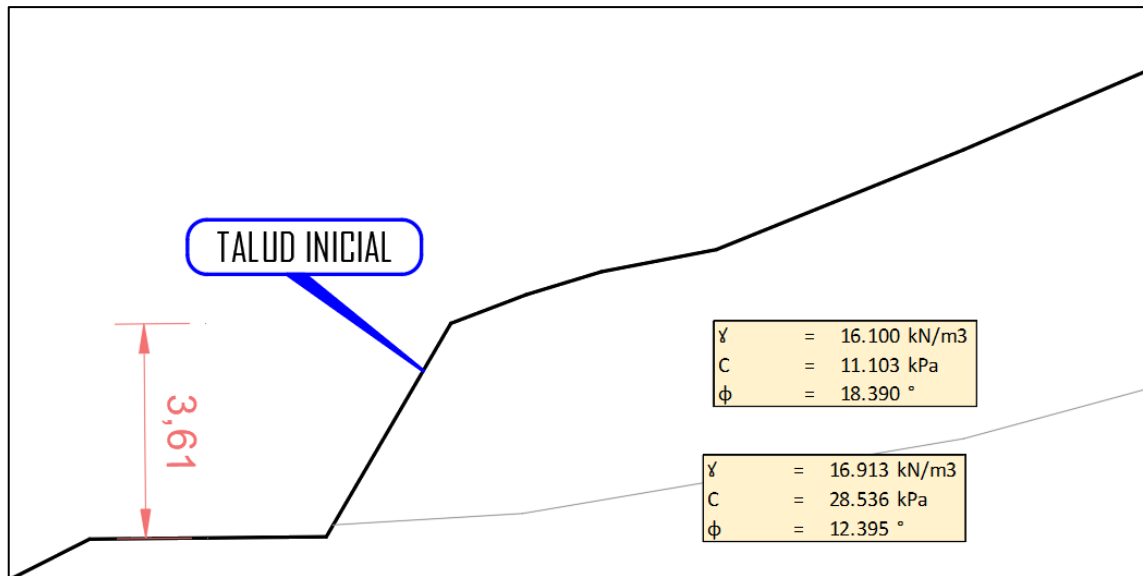 TALUD INICIAL
3,61
ɣ = 16.100 kN/m3
C = 11.103 kPa
ϕ = 18.390 °
ɣ = 16.913 kN/m3
C = 28.536 kPa
ϕ = 12.395 °